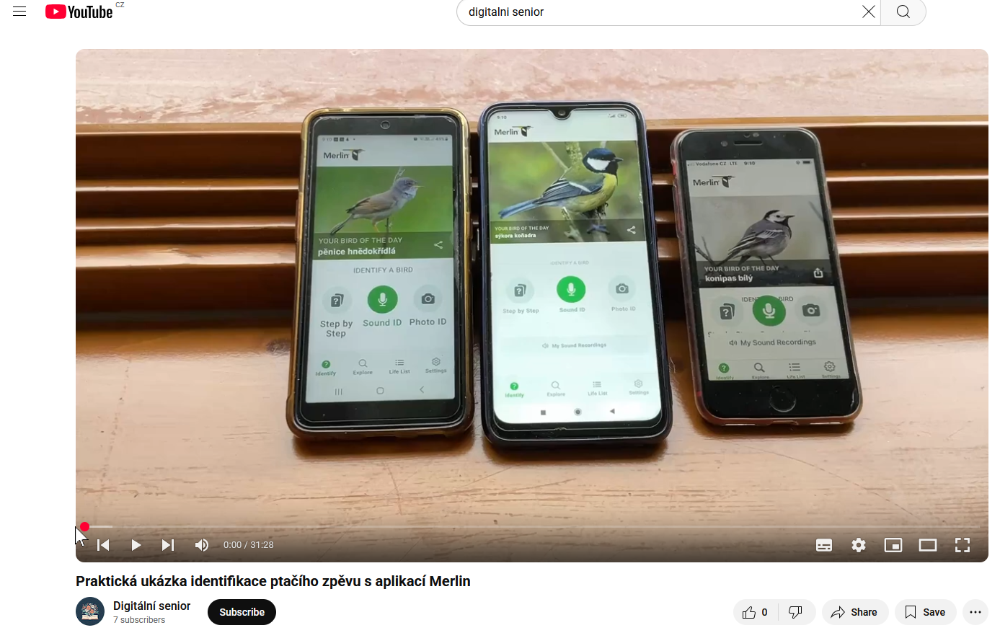 YouTube CZ
digitalni senior
Merlin
YOUR BIRD OF THE DAY
pěnice hnědokřídlá
IDENTIFY A BIRD
Step by Step
Sound ID
Photo ID
Identify
Explore
Life List
Settings
9:10
Merlin
YOUR BIRD OF THE DAY
sýkora koňadra
IDENTIFY A BIRD
Step by Step
Sound ID
Photo ID
My Sound Recordings
Identify
Explore
Life List
Settings
Vodafone CZ LTE 9:10
Merlin
YOUR BIRD OF THE DAY
konipas bílý
My Sound Recordings
Identify
Explore
Life List
Settings
0:00 / 31:28
Praktická ukázka identifikace ptačího zpěvu s aplikací Merlin
Digitální senior
7 subscribers
Subscribe
0
Share
Save